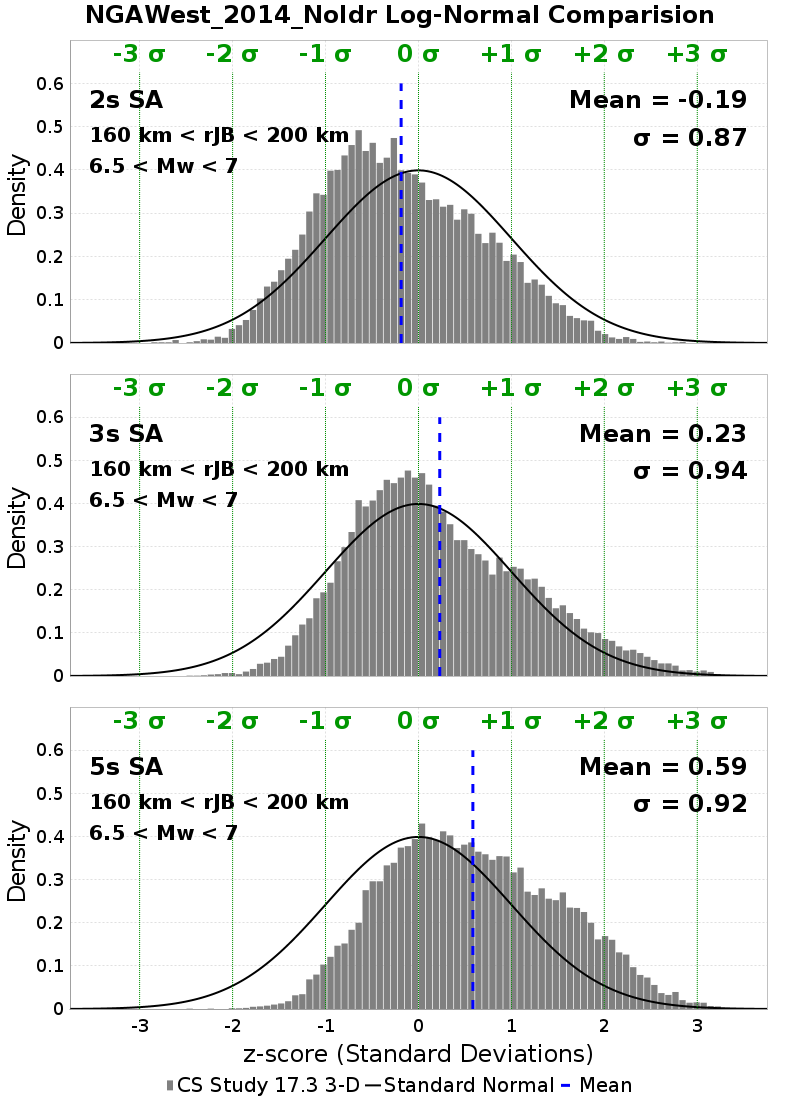 NGAWest_2014_NoIdr Log-Normal Comparision
-3 σ -2 σ -1 σ 0 σ +1 σ +2 σ +3 σ
0.6
2s SA Mean = -0.19
0.5
160 km < rJB < 200 km σ = 0.87
6.5 < Mw < 7
0.4
0.3
0.2
0.1
0
Density
-3 σ -2 σ -1 σ 0 σ +1 σ +2 σ +3 σ
0.6
3s SA Mean = 0.23
0.5
160 km < rJB < 200 km σ = 0.94
6.5 < Mw < 7
0.4
0.3
0.2
0.1
0
Density
-3 σ -2 σ -1 σ 0 σ +1 σ +2 σ +3 σ
0.6
5s SA Mean = 0.59
0.5
160 km < rJB < 200 km σ = 0.92
6.5 < Mw < 7
0.4
0.3
0.2
0.1
0
Density
-3 -2 -1 0 1 2 3
z-score (Standard Deviations)
CS Study 17.3 3-D Standard Normal Mean